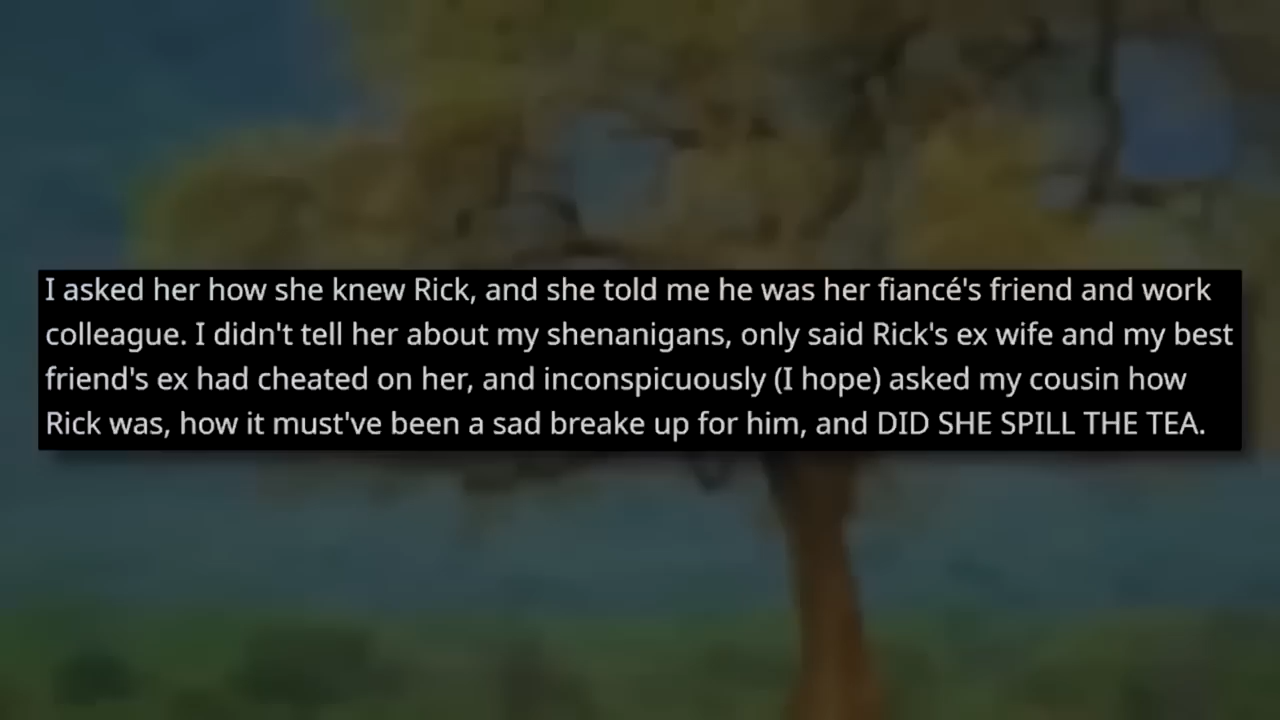 I asked her how she knew Rick, and she told me he was her fiancé's friend and work
colleague. I didn't tell her about my shenanigans, only said Rick's ex wife and my best
friend's ex had cheated on her, and inconspicuously (I hope) asked my cousin how
Rick was, how it must've been a sad breake up for him, and DID SHE SPILL THE TEA.